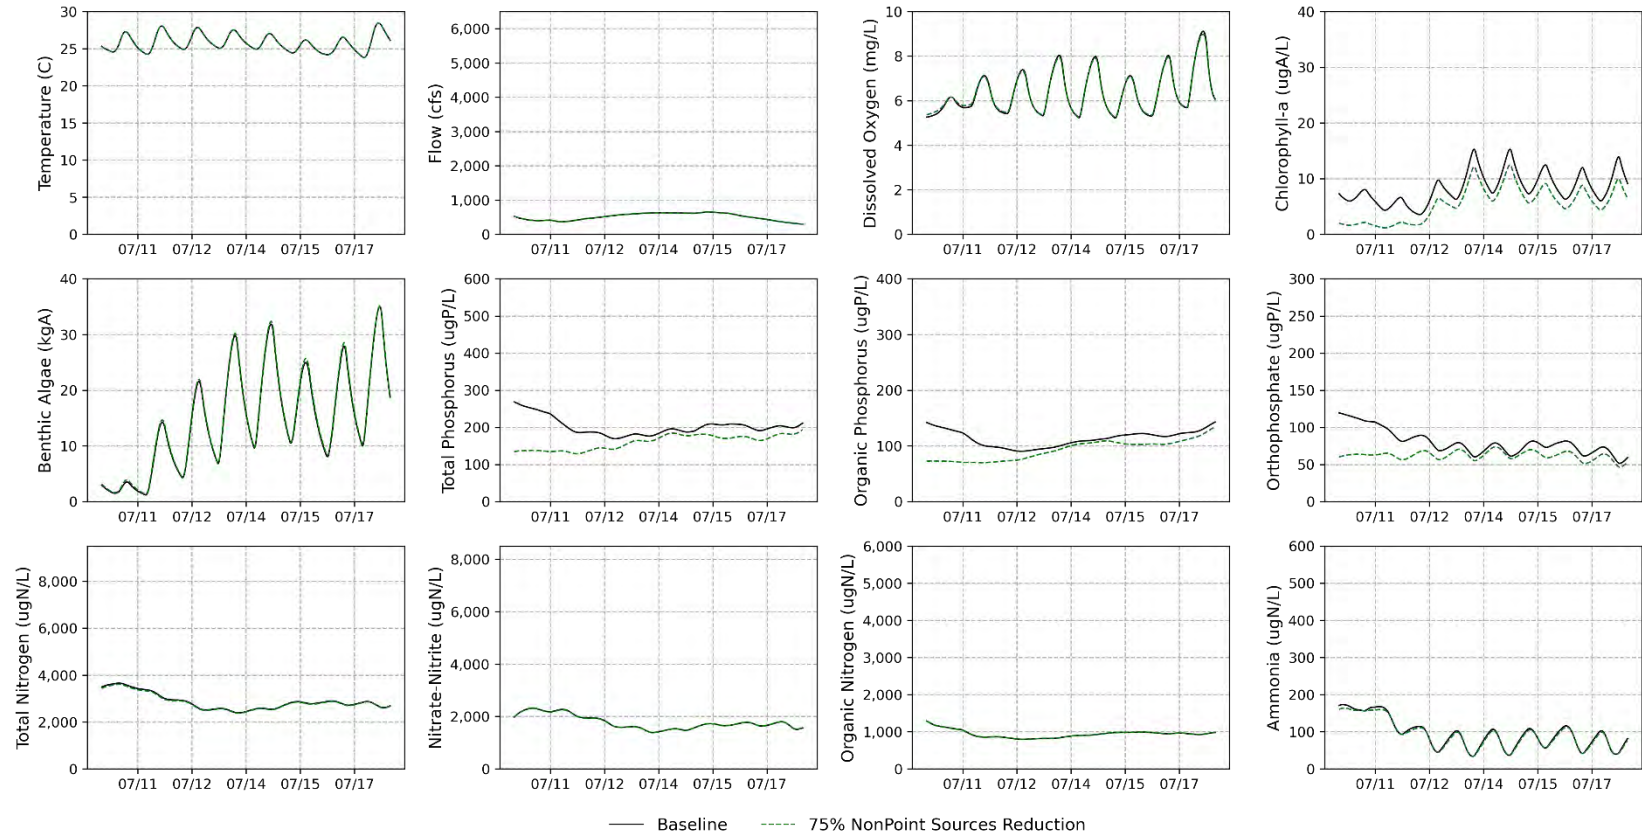 Temperature (C)
30
25
20
15
10
5
0
07/11 07/12 07/14 07/15 07/17
Flow (cfs)
6,000
5,000
4,000
3,000
2,000
1,000
0
07/11 07/12 07/14 07/15 07/17
Dissolved Oxygen (mg/L)
10
8
6
4
2
0
07/11 07/12 07/14 07/15 07/17
Chlorophyll-a (ugA/L)
40
30
20
10
0
07/11 07/12 07/14 07/15 07/17
Benthic Algae (kgA)
40
30
20
10
0
07/11 07/12 07/14 07/15 07/17
Total Phosphorus (ugP/L)
600
500
400
300
200
100
0
07/11 07/12 07/14 07/15 07/17
Organic Phosphorus (ugP/L)
400
300
200
100
0
07/11 07/12 07/14 07/15 07/17
Orthophosphate (ugP/L)
300
250
200
150
100
50
0
07/11 07/12 07/14 07/15 07/17
Total Nitrogen (ugN/L)
8,000
6,000
4,000
2,000
0
07/11 07/12 07/14 07/15 07/17
Nitrate-Nitrite (ugN/L)
8,000
6,000
4,000
2,000
0
07/11 07/12 07/14 07/15 07/17
Organic Nitrogen (ugN/L)
6,000
5,000
4,000
3,000
2,000
1,000
0
07/11 07/12 07/14 07/15 07/17
Ammonia (ugN/L)
600
500
400
300
200
100
0
07/11 07/12 07/14 07/15 07/17
Baseline 75% NonPoint Sources Reduction